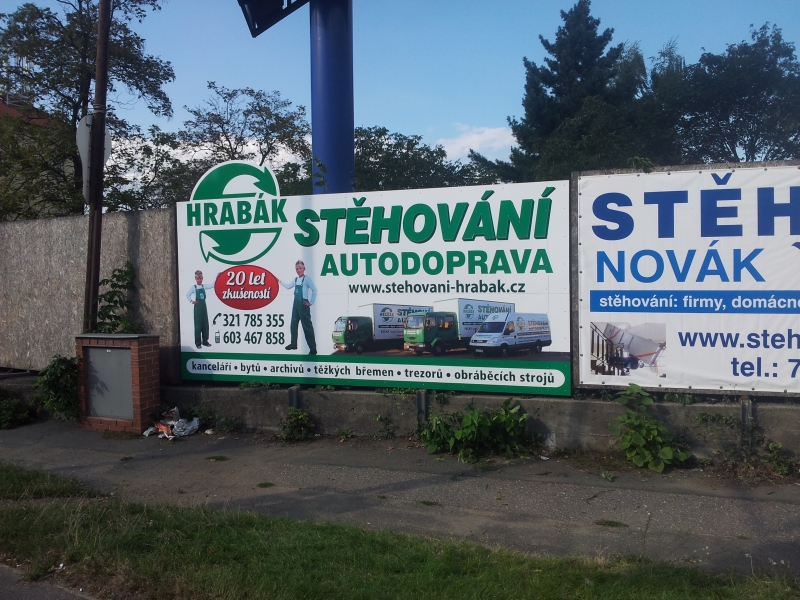 HRABÁK
STĚHOVÁNÍ
AUTODOPRAVA
www.stehovani-hrabak.cz
20 let
zkušeností
321 785 355
603 467 858
kanceláří • bytů • archivů • těžkých břemen • trezorů • obráběcích strojů
STĚH
NOVÁK
stěhování: firmy, domácno
www.steh
tel.: 7